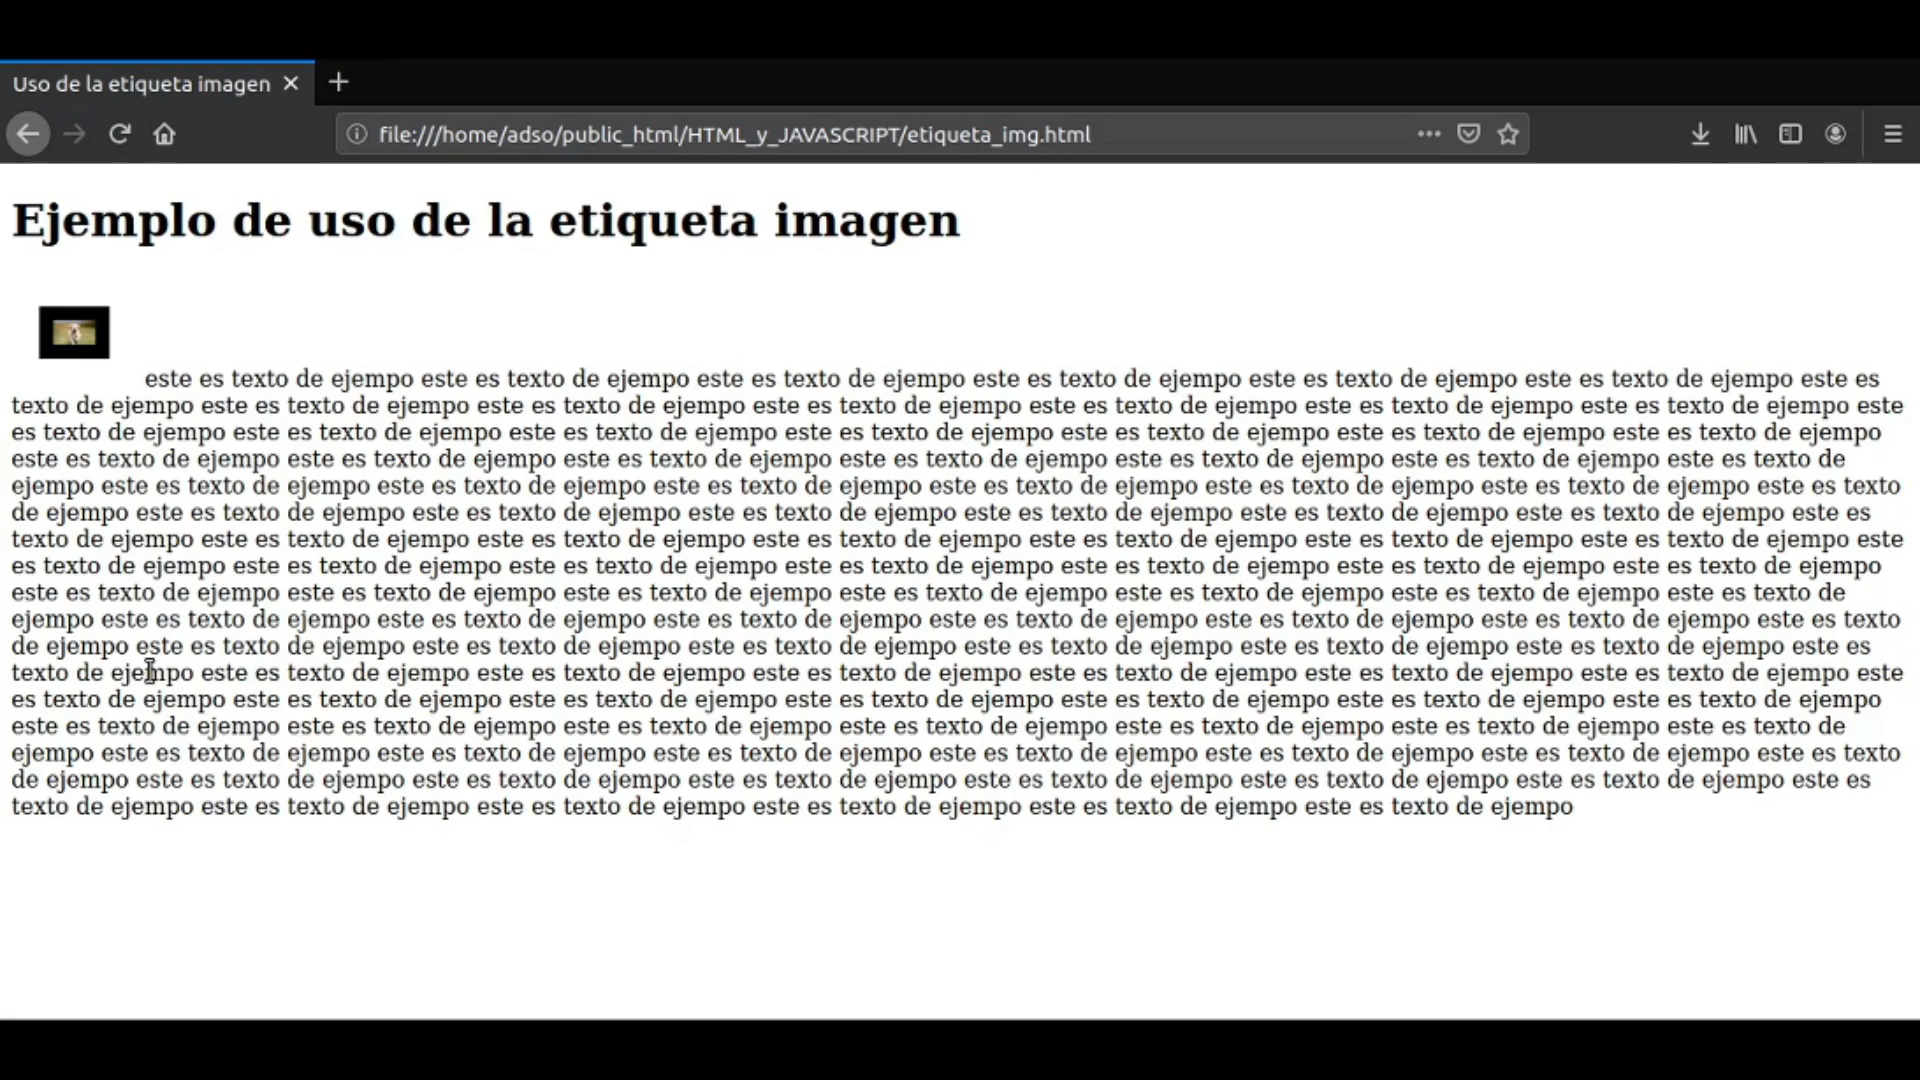 Uso de la etiqueta imagen
file:///home/adso/public_html/HTML_y_JAVASCRIPT/etiqueta_img.html
Ejemplo de uso de la etiqueta imagen
este es texto de ejempo este es texto de ejempo este es texto de ejempo este es texto de ejempo este es texto de ejempo este es texto de ejempo este es
texto de ejempo este es texto de ejempo este es texto de ejempo este es texto de ejempo este es texto de ejempo este es texto de ejempo este es texto de ejempo este
es texto de ejempo este es texto de ejempo este es texto de ejempo este es texto de ejempo este es texto de ejempo este es texto de ejempo este es texto de ejempo
este es texto de ejempo este es texto de ejempo este es texto de ejempo este es texto de ejempo este es texto de ejempo este es texto de ejempo este es texto de
ejempo este es texto de ejempo este es texto de ejempo este es texto de ejempo este es texto de ejempo este es texto de ejempo este es texto de ejempo este es texto
de ejempo este es texto de ejempo este es texto de ejempo este es texto de ejempo este es texto de ejempo este es texto de ejempo este es texto de ejempo este es
texto de ejempo este es texto de ejempo este es texto de ejempo este es texto de ejempo este es texto de ejempo este es texto de ejempo este es texto de ejempo este
es texto de ejempo este es texto de ejempo este es texto de ejempo este es texto de ejempo este es texto de ejempo este es texto de ejempo este es texto de ejempo
este es texto de ejempo este es texto de ejempo este es texto de ejempo este es texto de ejempo este es texto de ejempo este es texto de ejempo este es texto de
ejempo este es texto de ejempo este es texto de ejempo este es texto de ejempo este es texto de ejempo este es texto de ejempo este es texto de ejempo este es texto
de ejempo este es texto de ejempo este es texto de ejempo este es texto de ejempo este es texto de ejempo este es texto de ejempo este es texto de ejempo este es
texto de ejempo este es texto de ejempo este es texto de ejempo este es texto de ejempo este es texto de ejempo este es texto de ejempo este es texto de ejempo este
es texto de ejempo este es texto de ejempo este es texto de ejempo este es texto de ejempo este es texto de ejempo este es texto de ejempo este es texto de ejempo
este es texto de ejempo este es texto de ejempo este es texto de ejempo este es texto de ejempo este es texto de ejempo este es texto de ejempo este es texto de
ejempo este es texto de ejempo este es texto de ejempo este es texto de ejempo este es texto de ejempo este es texto de ejempo este es texto de ejempo este es texto
de ejempo este es texto de ejempo este es texto de ejempo este es texto de ejempo este es texto de ejempo este es texto de ejempo este es texto de ejempo este es
texto de ejempo este es texto de ejempo este es texto de ejempo este es texto de ejempo este es texto de ejempo este es texto de ejempo